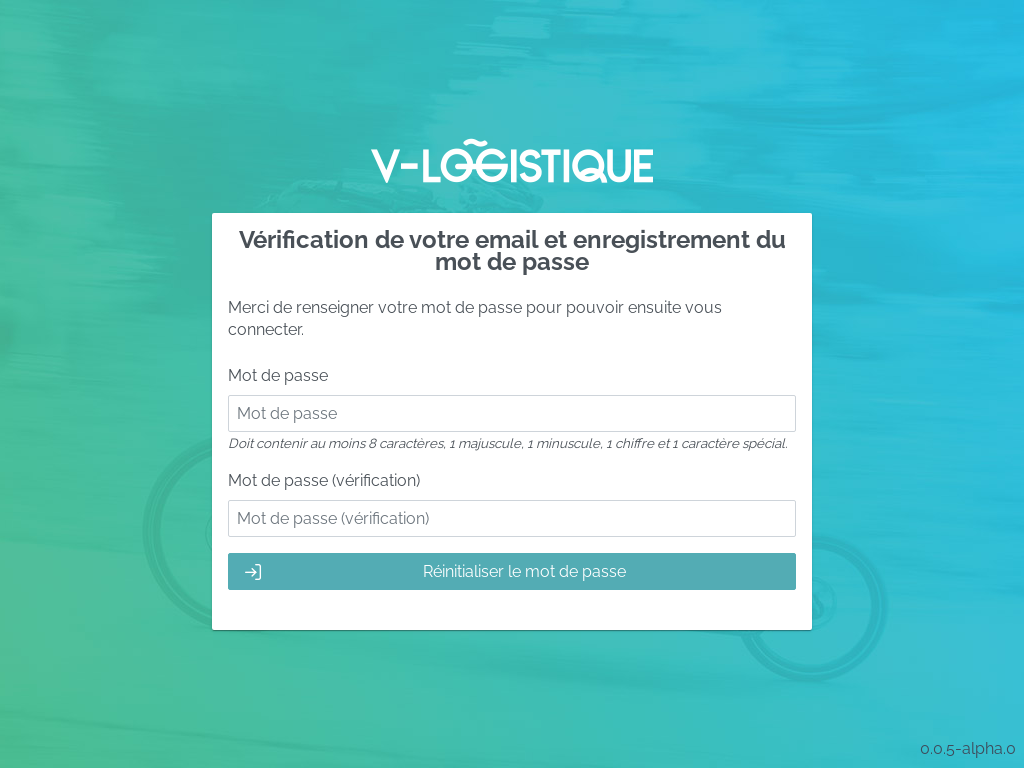 V-LOGISTIQUE
Vérification de votre email et enregistrement du
mot de passe
Merci de renseigner votre mot de passe pour pouvoir ensuite vous
connecter.
Mot de passe
Mot de passe
Doit contenir au moins 8 caractères, 1 majuscule, 1 minuscule, 1 chiffre et 1 caractère spécial.
Mot de passe (vérification)
Mot de passe (vérification)
Réinitialiser le mot de passe
0.0.5-alpha.0